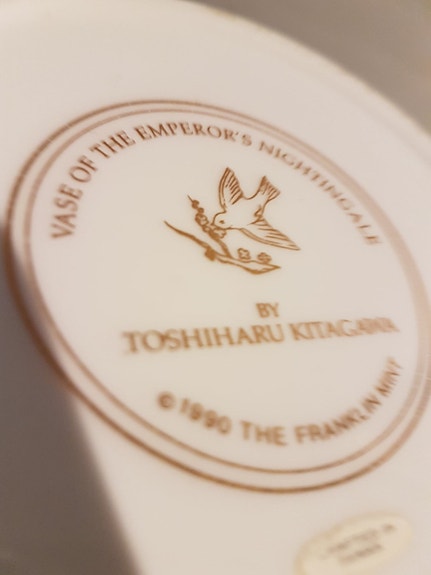 VASE OF THE EMPEROR'S NIGHTINGALE
BY
TOSHIHARU KITAGAWA
©1990 THE FRANKLIN MINT